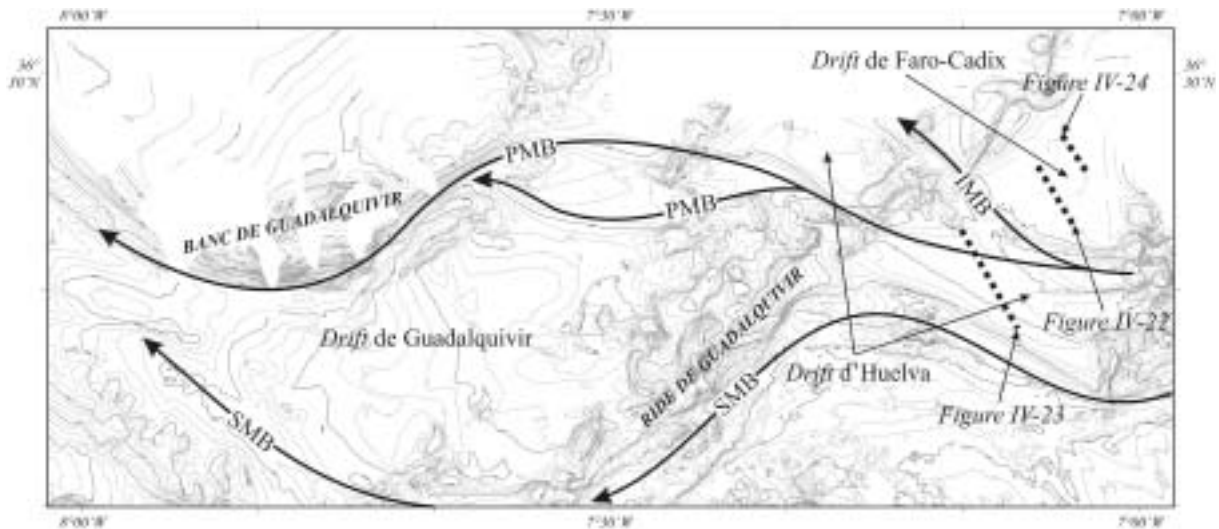 8°00'W
7°30'W
7°00'W
36°
30'N
36°
30'N
Drift de Faro-Cadix
Figure IV-24
PMB
IMB
PMB
BANC DE GUADALQUIVIR
Drift de Guadalquivir
RIDE DE GUADALQUIVIR
Figure IV-22
Drift d'Huelva
SMB
Figure IV-23
SMB
8°00'W
7°30'W
7°00'W